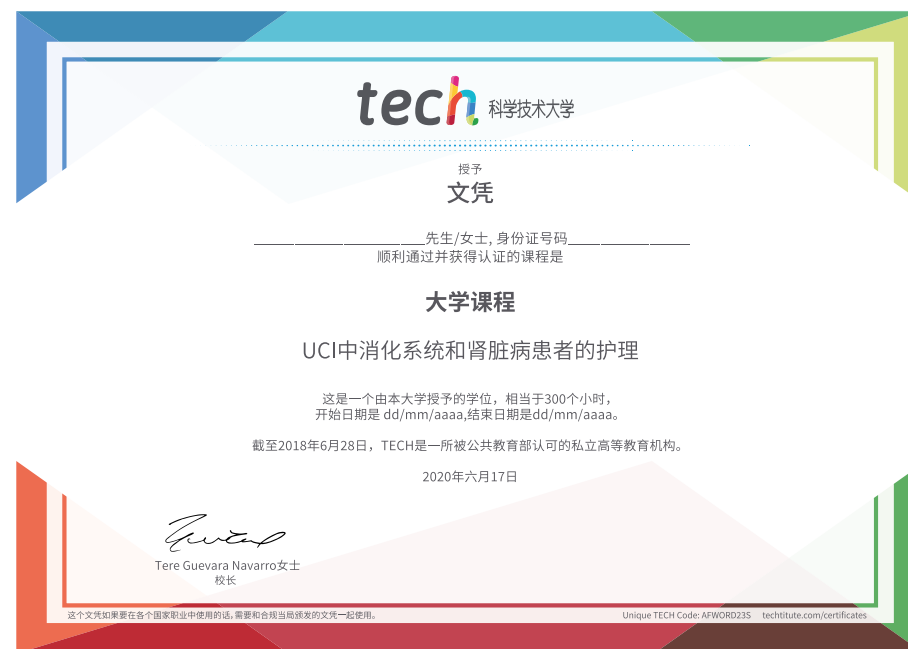 tech 科学技术大学
授予
文凭
先生/女士, 身份证号码
顺利通过并获得认证的课程是
大学课程
UCI中消化系统和肾脏病患者的护理
这是一个由本大学授予的学位，相当于300个小时，
开始日期是 dd/mm/aaaa,结束日期是dd/mm/aaaa。
截至2018年6月28日，TECH是一所被公共教育部认可的私立高等教育机构。
2020年六月17日
Tere Guevara Navarro女士
校长
这个文凭如果要在各个国家职业中使用的话,需要和合规当局颁发的文凭一起使用。
Unique TECH Code: AFWORD23S techtitute.com/certificates